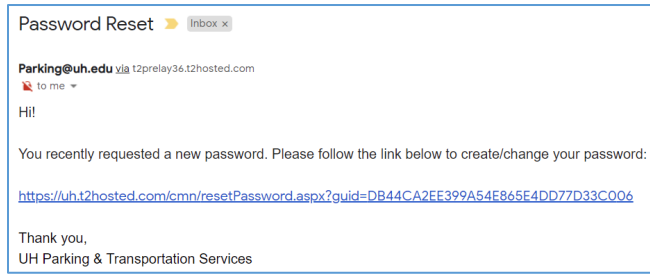 Password Reset
Inbox x
Parking@uh.edu via t2prelay36.t2hosted.com
to me
Hi!
You recently requested a new password. Please follow the link below to create/change your password:
https://uh.t2hosted.com/cmn/resetPassword.aspx?guid=DB44CA2EE399A54E865E4DD77D33C006
Thank you,
UH Parking & Transportation Services